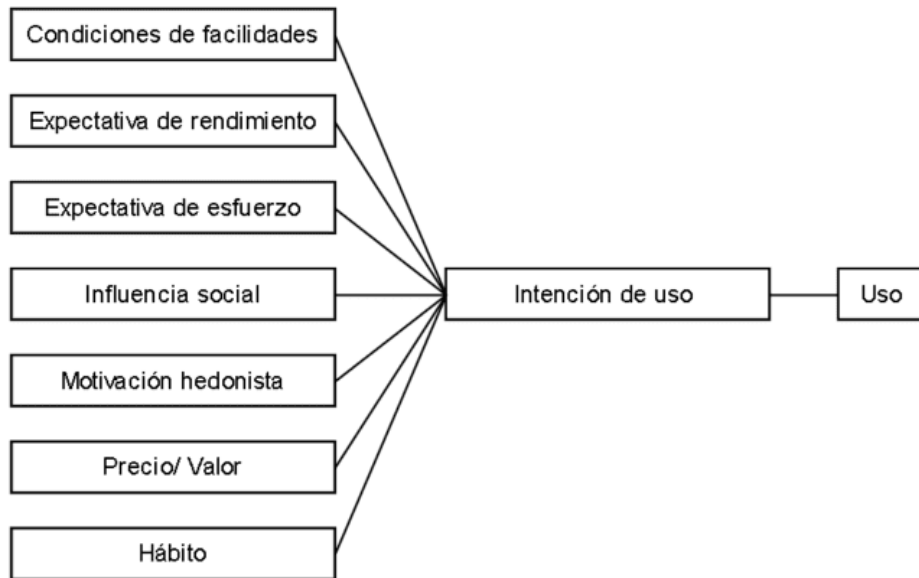 Condiciones de facilidades
Expectativa de rendimiento
Expectativa de esfuerzo
Influencia social
Motivación hedonista
Precio/ Valor
Hábito
Intención de uso
Uso